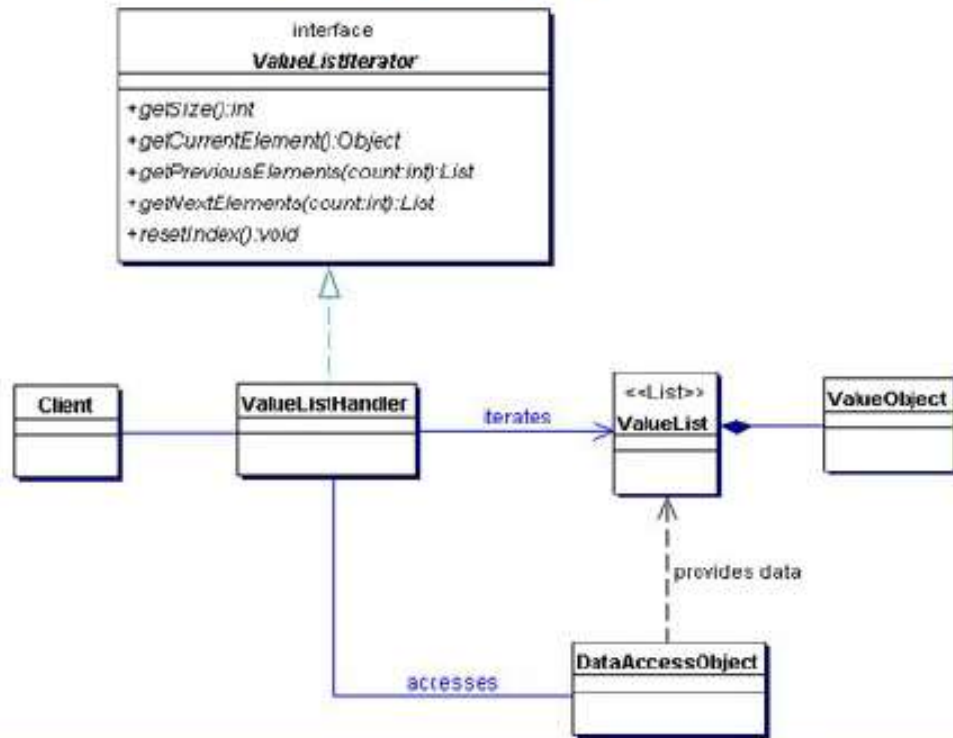 interface
ValueListIterator
+getSize():int
+getCurrentElement():Object
+getPreviousElements(count:int):List
+getNextElements(count:int):List
+resetIndex():void
Client
ValueListHandler
iterates
<<List>>
ValueList
ValueObject
provides data
DataAccessObject
accesses